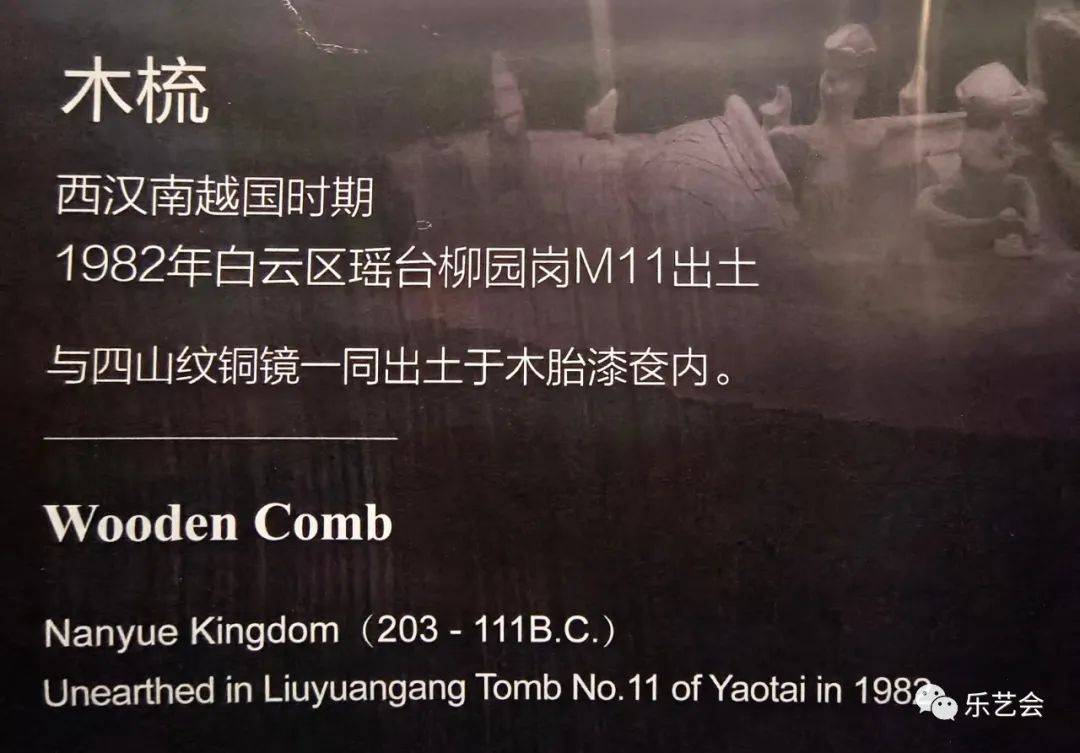 木梳
西汉南越国时期
1982年白云区瑶台柳园岗M11出土
与四山纹铜镜一同出土于木胎漆奁内。
Wooden Comb
Nanyue Kingdom（203 - 111B.C.）
Unearthed in Liuyuangang Tomb No.11 of Yaotai in 1982
乐艺会